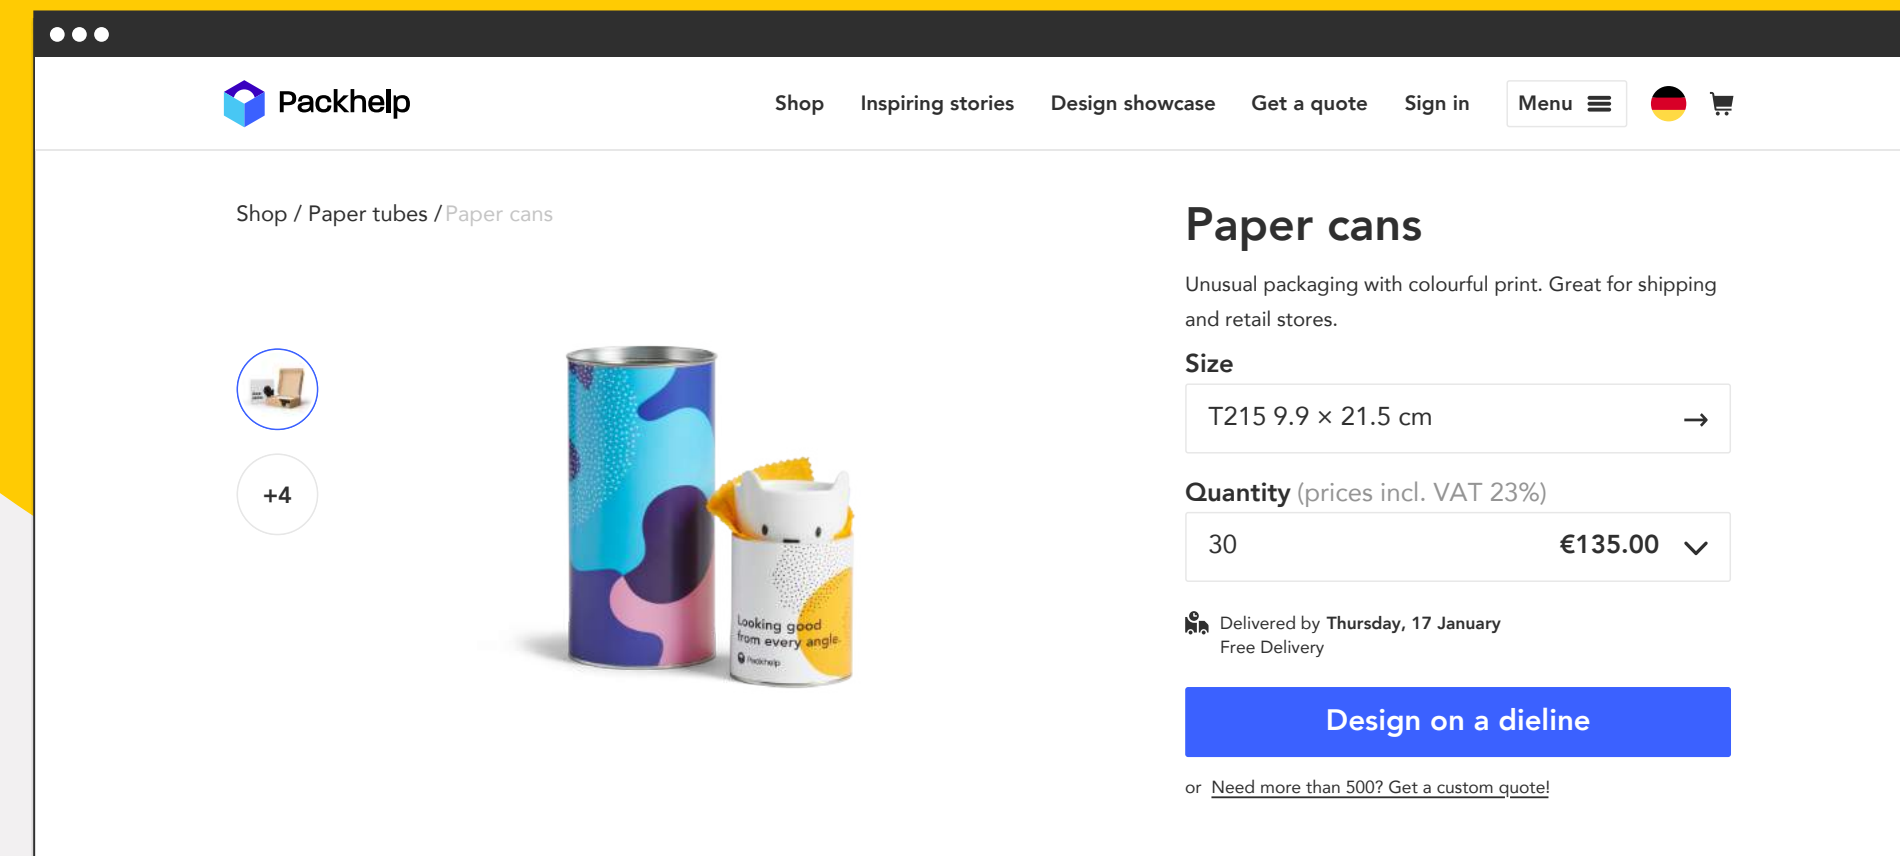 Packhelp
Shop
Inspiring stories
Design showcase
Get a quote
Sign in
Menu
Shop / Paper tubes / Paper cans
+4
Looking good
from every angle.
Packhelp
Paper cans
Unusual packaging with colourful print. Great for shipping
and retail stores.
Size
T215 9.9 × 21.5 cm
Quantity (prices incl. VAT 23%)
30 €135.00
Delivered by Thursday, 17 January
Free Delivery
Design on a dieline
or Need more than 500? Get a custom quote!